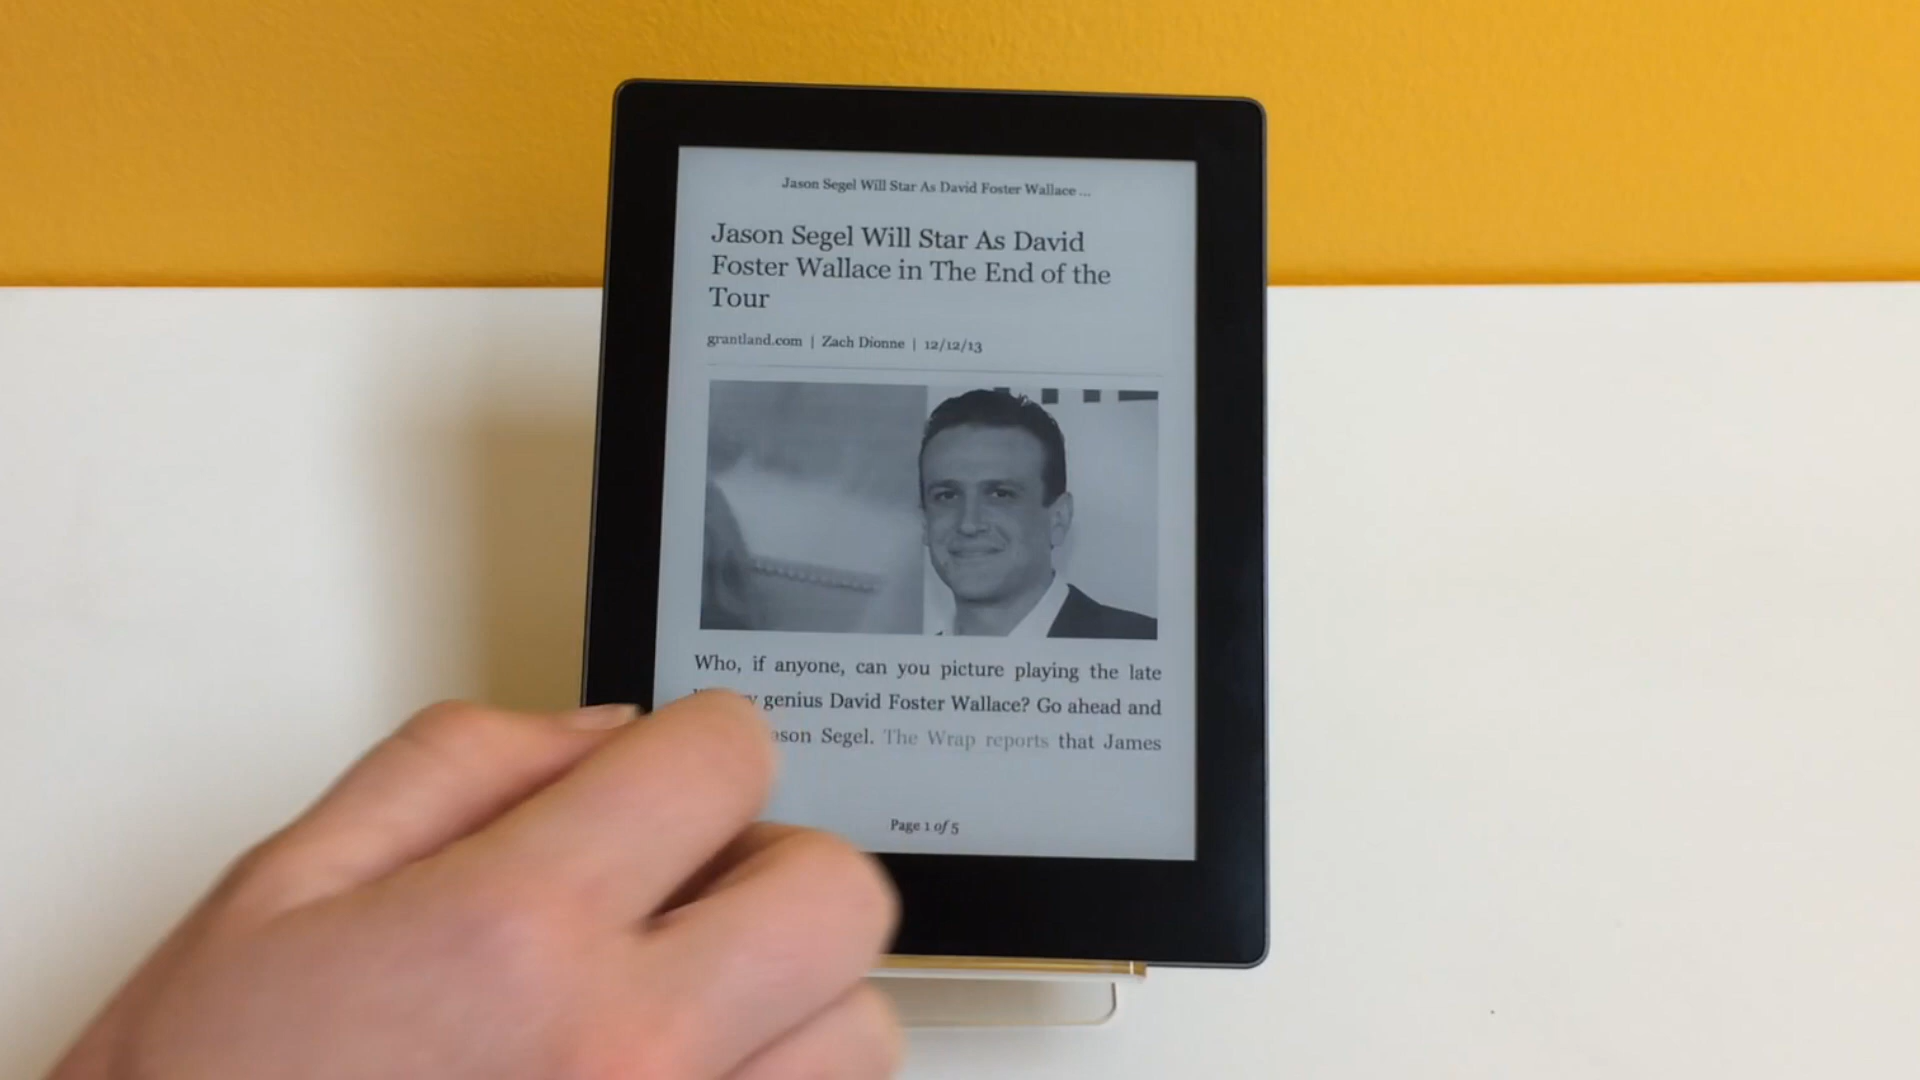 Jason Segel Will Star As David Foster Wallace ...
Jason Segel Will Star As David
Foster Wallace in The End of the
Tour
grantland.com | Zach Dionne | 12/12/13
Who, if anyone, can you picture playing the late
genius David Foster Wallace? Go ahead and
Segel. The Wrap reports that James
Page 1 of 5